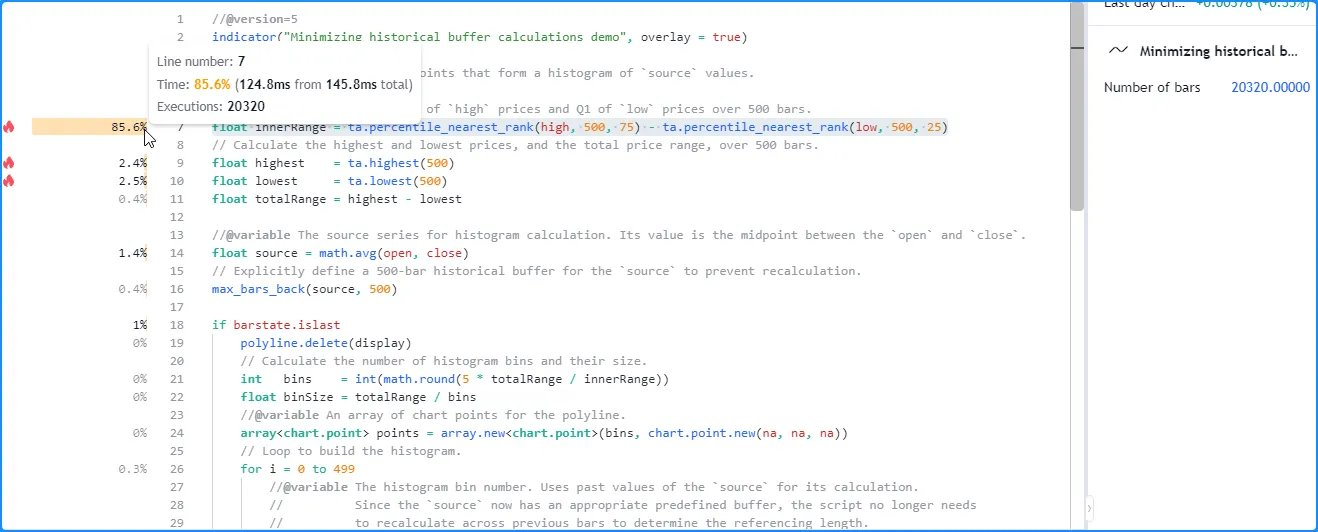 1 //@version=5
2 indicator("Minimizing historical buffer calculations demo", overlay = true)
Line number: 7
Time: 85.6% (124.8ms from 145.8ms total)
Executions: 20320
oints that form a histogram of `source` values.
of `high` prices and Q1 of `low` prices over 500 bars.
85.6% 7 float innerRange = ta.percentile_nearest_rank(high, 500, 75) - ta.percentile_nearest_rank(low, 500, 25)
8 // Calculate the highest and lowest prices, and the total price range, over 500 bars.
2.4% 9 float highest = ta.highest(500)
2.5% 10 float lowest = ta.lowest(500)
0.4% 11 float totalRange = highest - lowest
12
13 //@variable The source series for histogram calculation. Its value is the midpoint between the `open` and `close`.
1.4% 14 float source = math.avg(open, close)
15 // Explicitly define a 500-bar historical buffer for the `source` to prevent recalculation.
0.4% 16 max_bars_back(source, 500)
17
1% 18 if barstate.islast
0% 19 polyline.delete(display)
20 // Calculate the number of histogram bins and their size.
0% 21 int bins = int(math.round(5 * totalRange / innerRange))
0% 22 float binSize = totalRange / bins
23 //@variable An array of chart points for the polyline.
0% 24 array<chart.point> points = array.new<chart.point>(bins, chart.point.new(na, na, na))
25 // Loop to build the histogram.
0.3% 26 for i = 0 to 499
27 //@variable The histogram bin number. Uses past values of the `source` for its calculation.
28 // Since the `source` now has an appropriate predefined buffer, the script no longer needs
29 // to recalculate across previous bars to determine the referencing length.
Last day ch... +0.00378 (+0.35%)
Minimizing historical b...
Number of bars 20320.00000